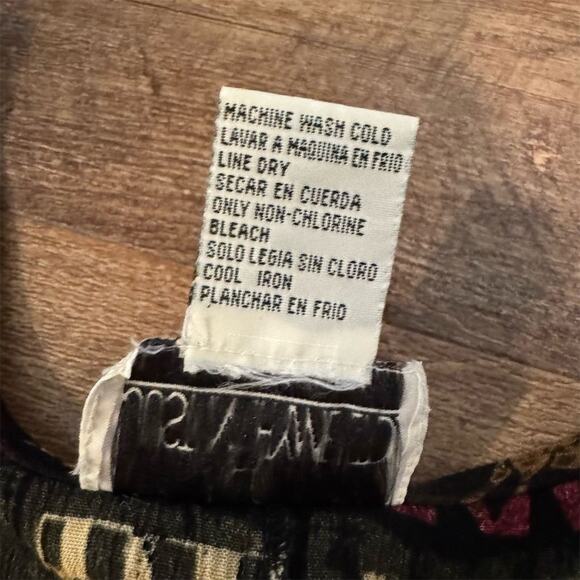 MACHINE WASH COLD
LAVAR A MAQUINA EN FRIO
LINE DRY
SECAR EN CUERDA
ONLY NON-CHLORINE
BLEACH
SOLO LEGIA SIN CLORO
COOL IRON
PLANCHAR EN FRIO